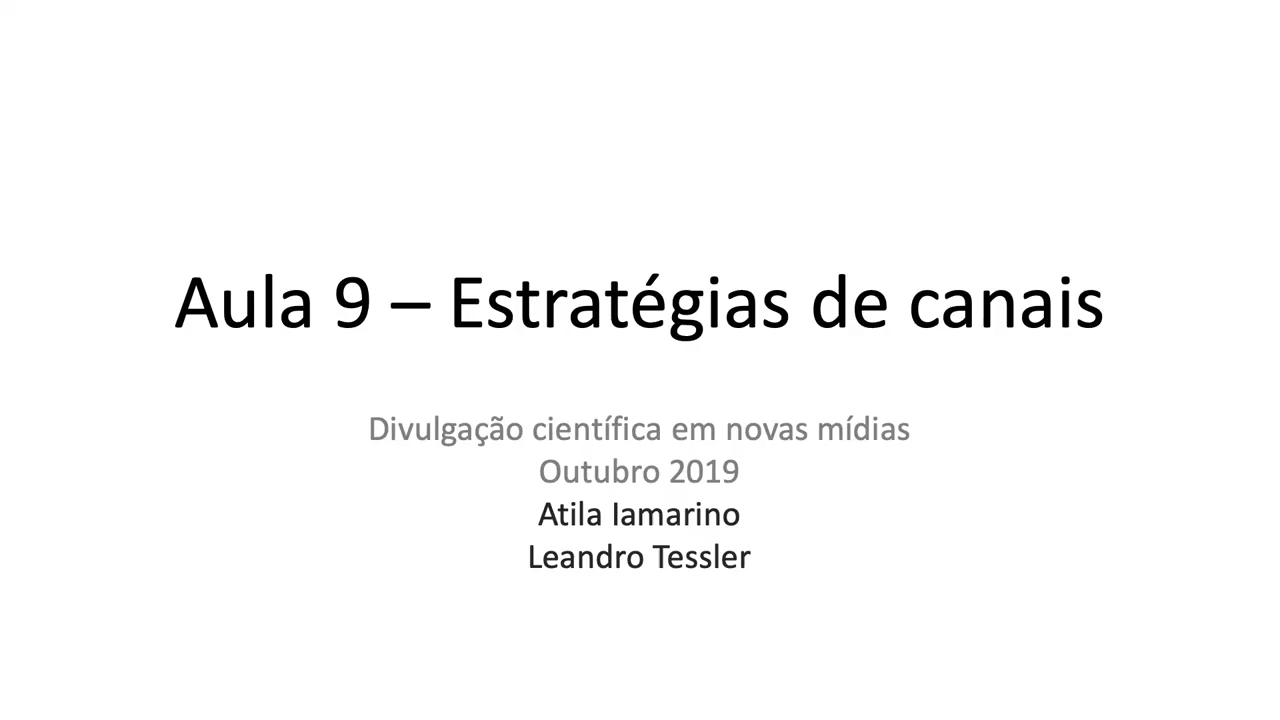 Aula 9 – Estratégias de canais
Divulgação científica em novas mídias
Outubro 2019
Atila Iamarino
Leandro Tessler